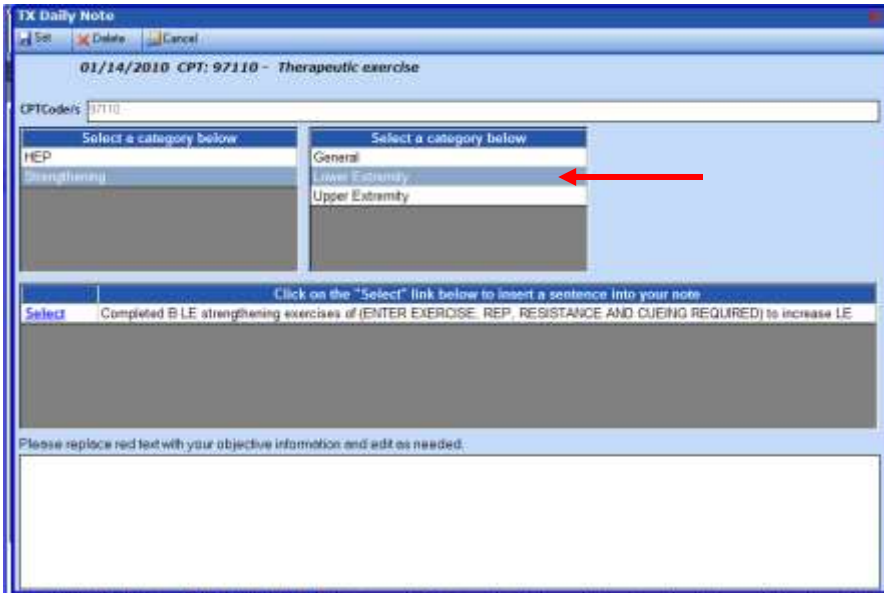 TX Daily Note
Set Delete Cancel
01/14/2010 CPT: 97110 - Therapeutic exercise
CPTCode/s 97110
Select a category below Select a category below
HEP General
Strengthening Lower Extremity
Upper Extremity
Click on the "Select" link below to insert a sentence into your note
Select Completed B LE strengthening exercises of (ENTER EXERCISE, REP, RESISTANCE AND CUEING REQUIRED) to increase LE
Please replace red text with your objective information and edit as needed.